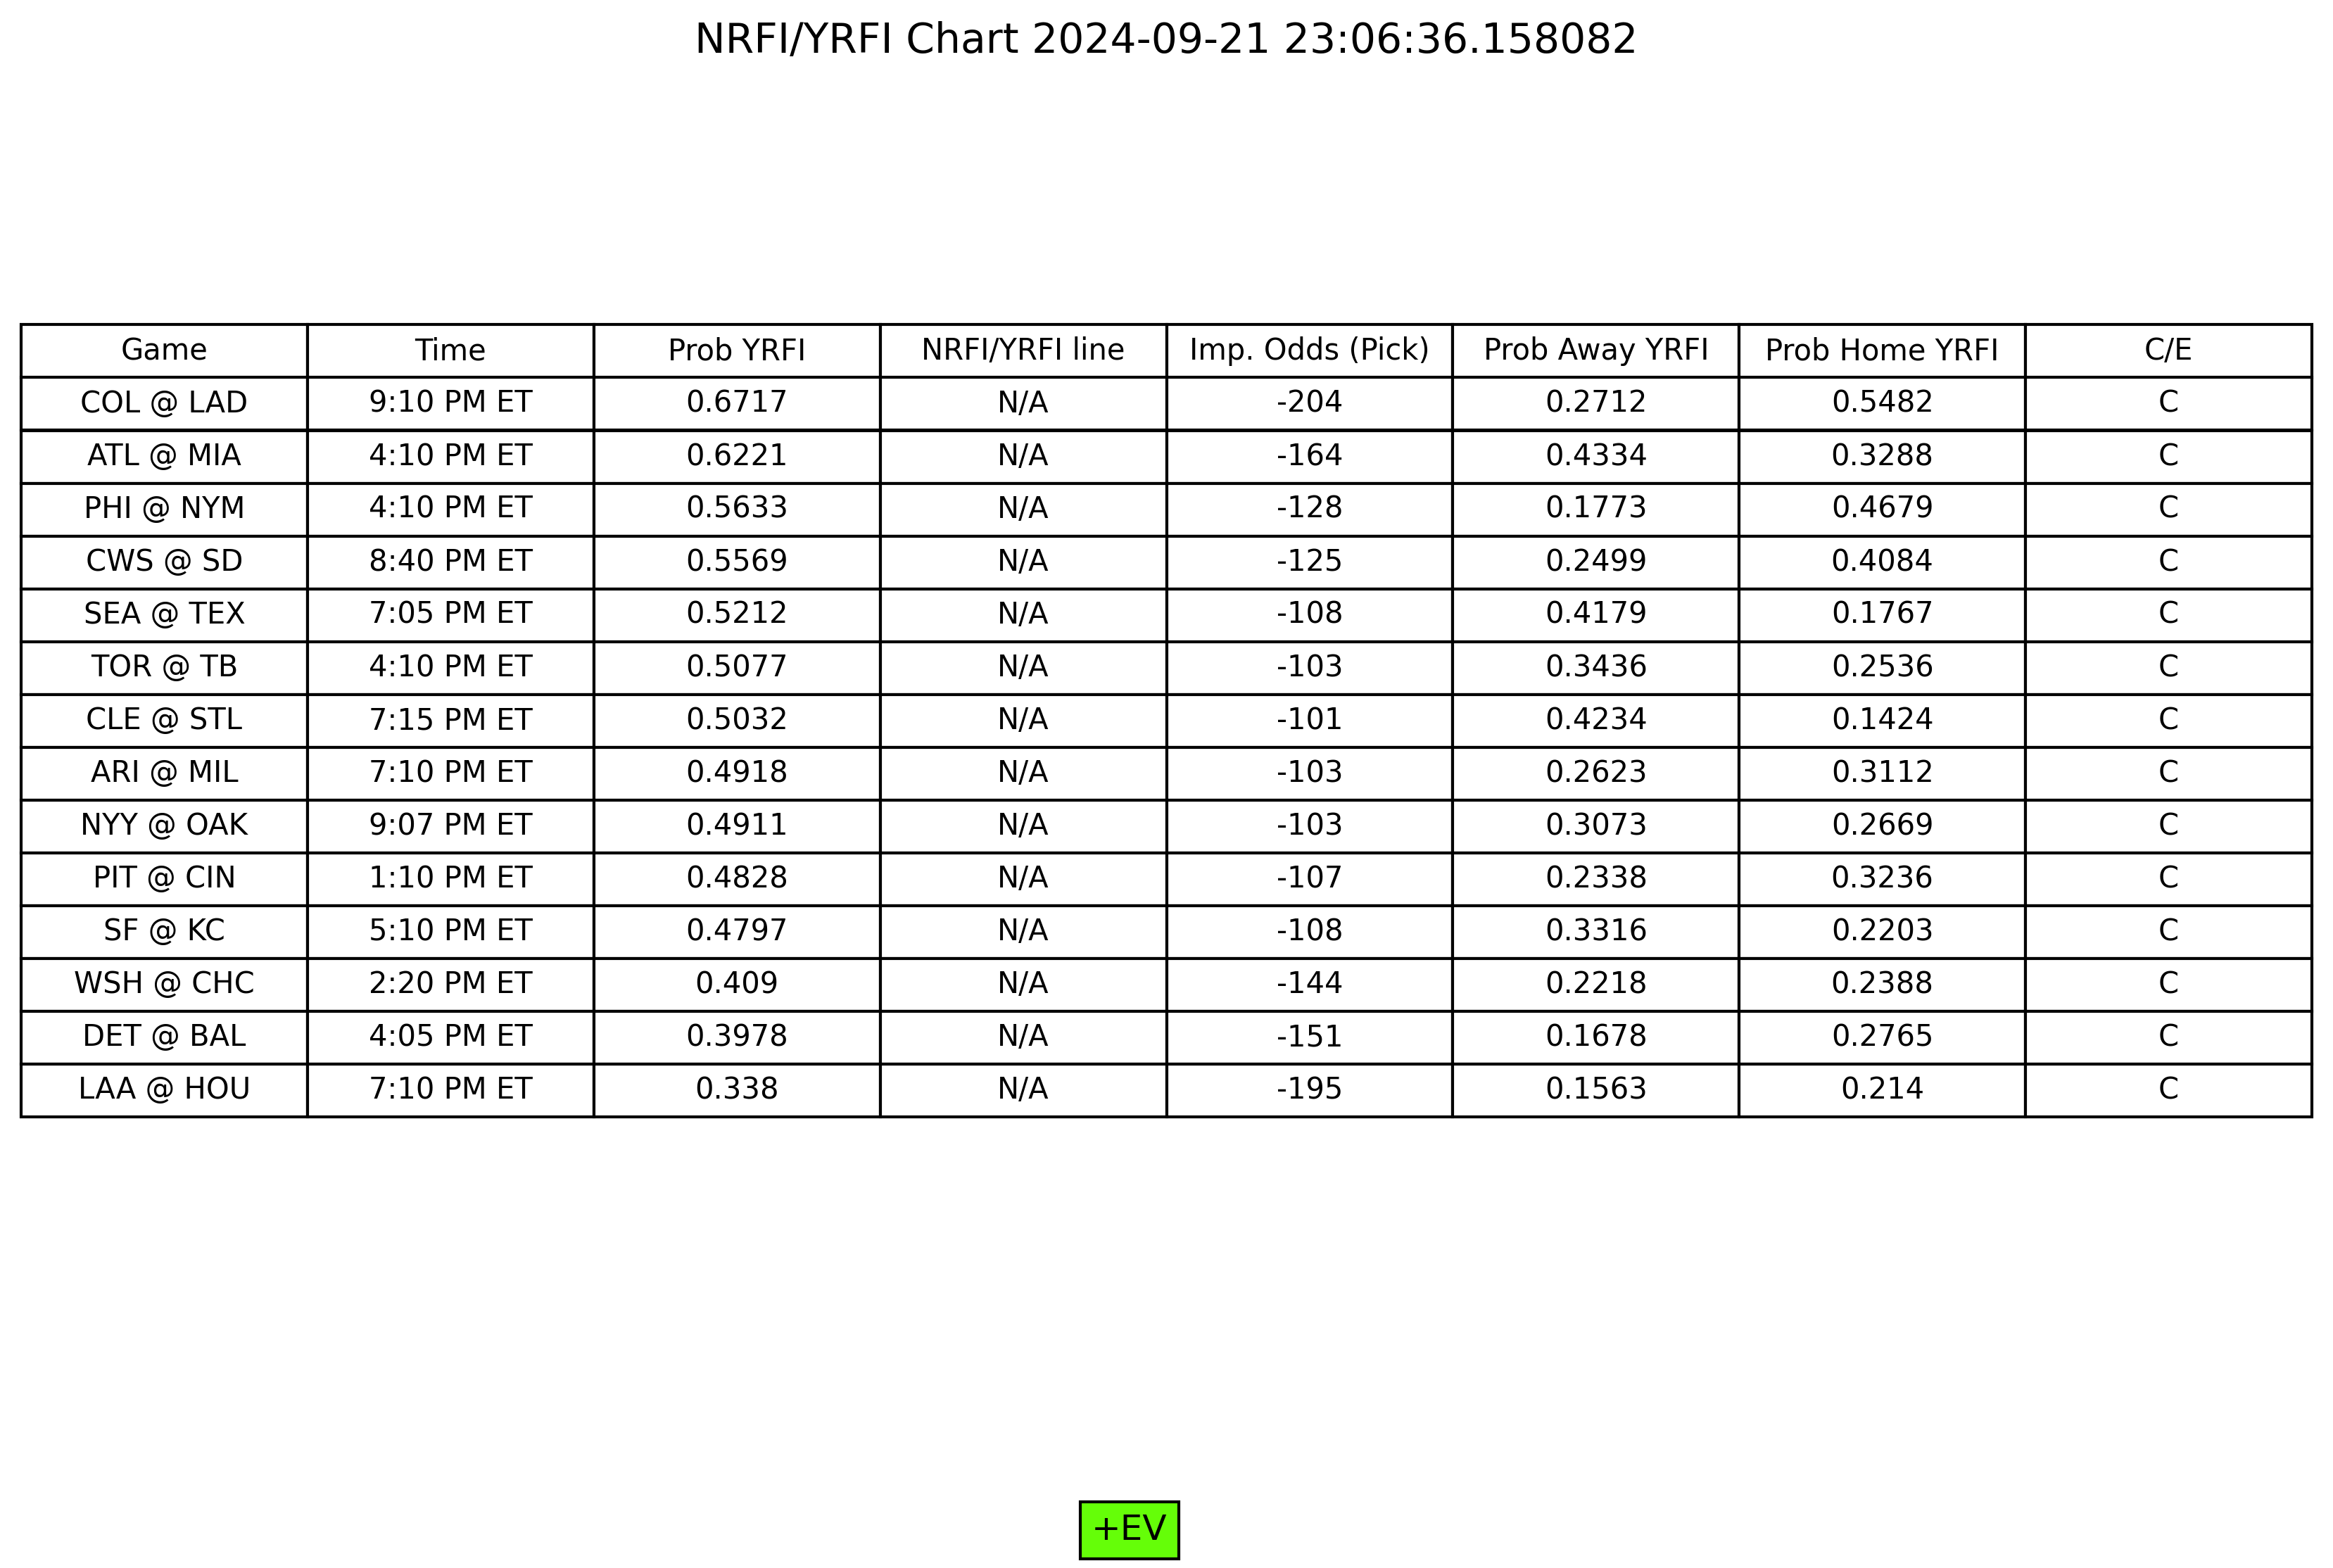 NRFI/YRFI Chart 2024-09-21 23:06:36.158082
Game Time Prob YRFI NRFI/YRFI line Imp. Odds (Pick) Prob Away YRFI Prob Home YRFI C/E
COL @ LAD 9:10 PM ET 0.6717 N/A -204 0.2712 0.5482 C
ATL @ MIA 4:10 PM ET 0.6221 N/A -164 0.4334 0.3288 C
PHI @ NYM 4:10 PM ET 0.5633 N/A -128 0.1773 0.4679 C
CWS @ SD 8:40 PM ET 0.5569 N/A -125 0.2499 0.4084 C
SEA @ TEX 7:05 PM ET 0.5212 N/A -108 0.4179 0.1767 C
TOR @ TB 4:10 PM ET 0.5077 N/A -103 0.3436 0.2536 C
CLE @ STL 7:15 PM ET 0.5032 N/A -101 0.4234 0.1424 C
ARI @ MIL 7:10 PM ET 0.4918 N/A -103 0.2623 0.3112 C
NYY @ OAK 9:07 PM ET 0.4911 N/A -103 0.3073 0.2669 C
PIT @ CIN 1:10 PM ET 0.4828 N/A -107 0.2338 0.3236 C
SF @ KC 5:10 PM ET 0.4797 N/A -108 0.3316 0.2203 C
WSH @ CHC 2:20 PM ET 0.409 N/A -144 0.2218 0.2388 C
DET @ BAL 4:05 PM ET 0.3978 N/A -151 0.1678 0.2765 C
LAA @ HOU 7:10 PM ET 0.338 N/A -195 0.1563 0.214 C
+EV